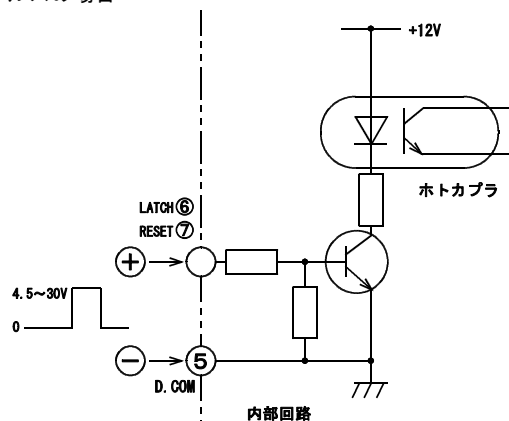 +12V
ホトカプラ
LATCH⑥
RESET⑦
+
4.5～30V
0
−
5
D.COM
内部回路